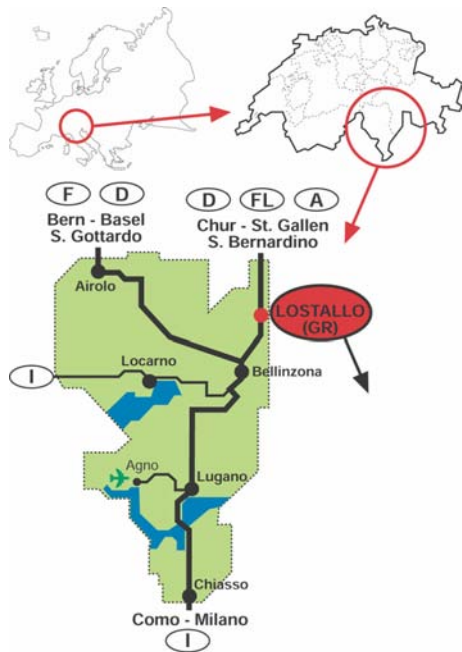 F D
Bern - Basel
S. Gottardo
D FL A
Chur - St. Gallen
S. Bernardino
Airolo
LOSTALLO
(GR)
Locarno
Bellinzona
I
Agno
Lugano
Chiasso
Como - Milano
I